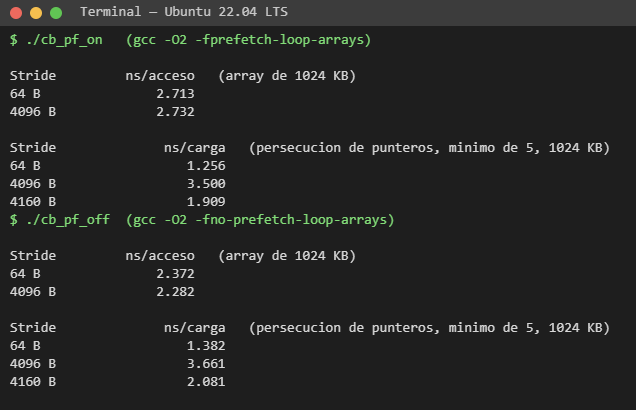 Terminal — Ubuntu 22.04 LTS
$ ./cb_pf_on (gcc -O2 -fprefetch-loop-arrays)
Stride ns/acceso (array de 1024 KB)
64 B 2.713
4096 B 2.732
Stride ns/carga (persecucion de punteros, minimo de 5, 1024 KB)
64 B 1.256
4096 B 3.500
4160 B 1.909
$ ./cb_pf_off (gcc -O2 -fno-prefetch-loop-arrays)
Stride ns/acceso (array de 1024 KB)
64 B 2.372
4096 B 2.282
Stride ns/carga (persecucion de punteros, minimo de 5, 1024 KB)
64 B 1.382
4096 B 3.661
4160 B 2.081